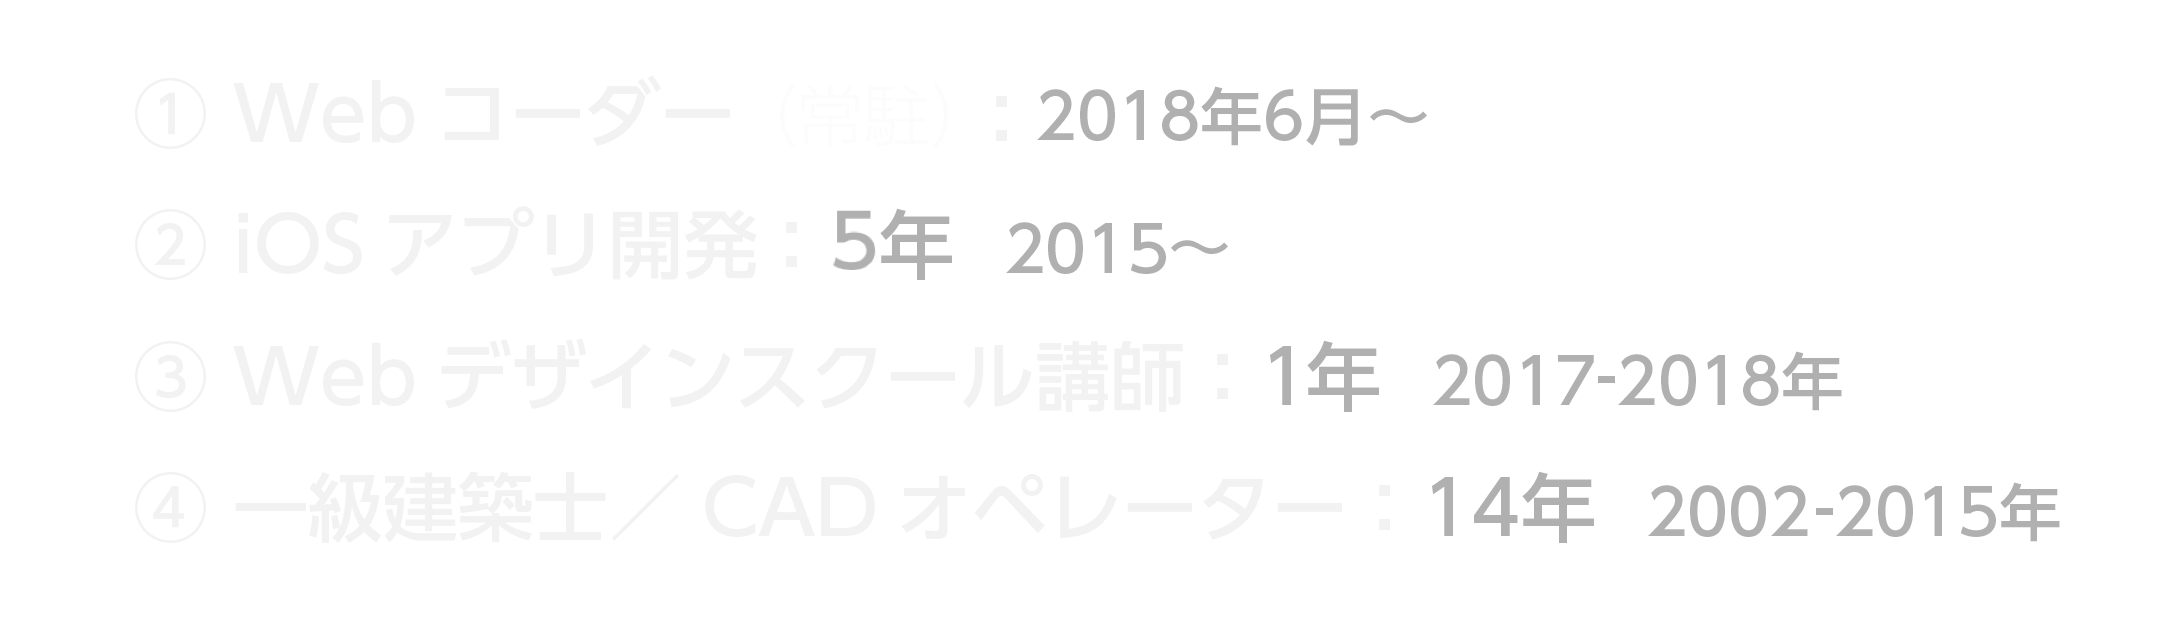 ① Web コーダー（常駐）：2018年6月〜
② iOS アプリ開発：5年 2015〜
③ Web デザインスクール講師：1年 2017-2018年
④ 一級建築士／CAD オペレーター：14年 2002-2015年